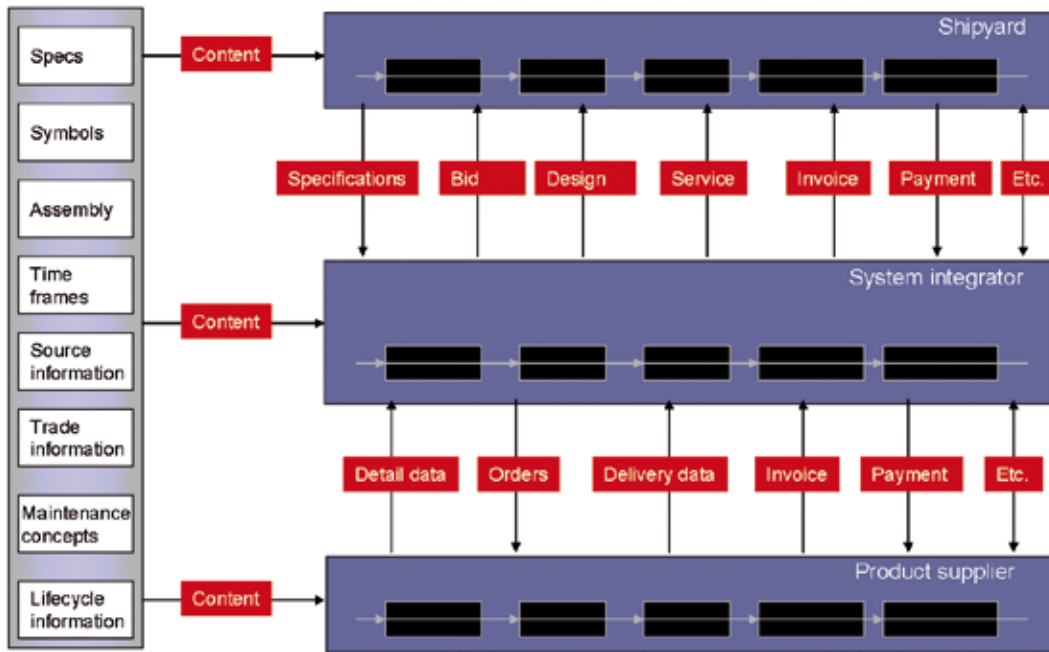 Specs
Symbols
Assembly
Time
frames
Source
information
Trade
information
Maintenance
concepts
Lifecycle
information
Content
Content
Content
Shipyard
Specifications
Bid
Design
Service
Invoice
Payment
Etc.
System integrator
Detail data
Orders
Delivery data
Invoice
Payment
Etc.
Product supplier